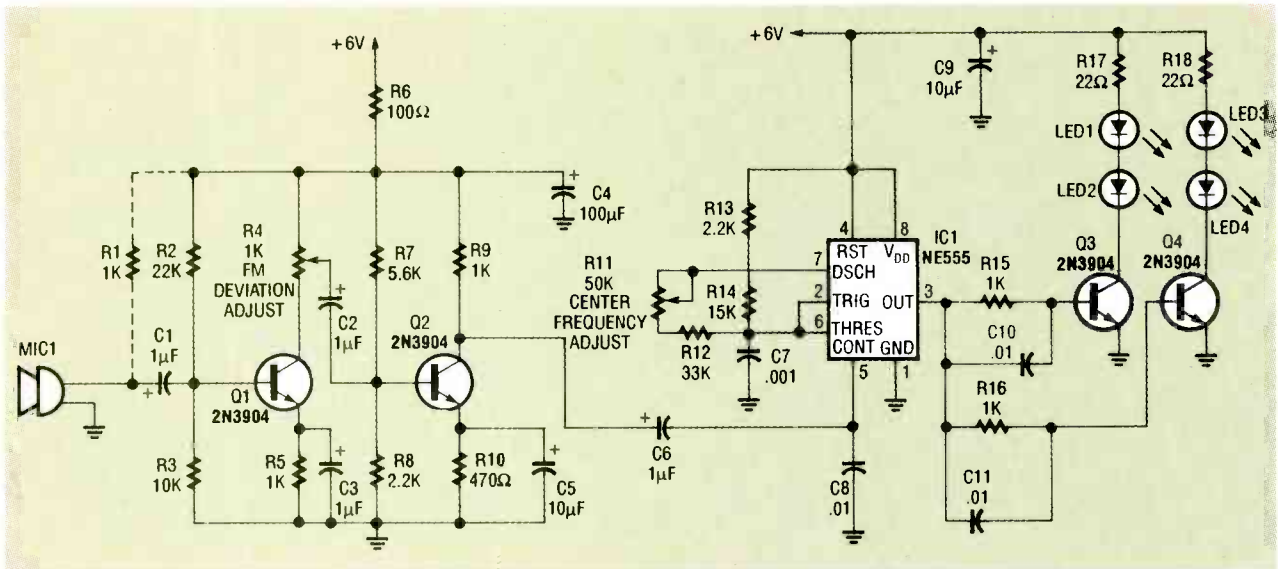 +6V
R6
100Ω
R1
1K
R2
22K
R4
1K
FM
DEVIATION
ADJUST
R7
5.6K
R9
1K
C4
100µF
+
MIC1
C1
1µF
+
C2
1µF
+
Q1
2N3904
Q2
2N3904
R3
10K
R5
1K
C3
1µF
+
R8
2.2K
R10
470Ω
C5
10µF
+
C6
1µF
+
+6V
C9
10µF
+
R17
22Ω
R18
22Ω
LED1
LED2
LED3
LED4
R13
2.2K
R11
50K
CENTER
FREQUENCY
ADJUST
R14
15K
R12
33K
C7
.001
4
8
RST VDD
7
DSCH
2
TRIG OUT
3
6
THRES
CONT GND
5
1
IC1
NE555
C8
.01
R15
1K
C10
.01
R16
1K
C11
.01
Q3
2N3904
Q4
2N3904